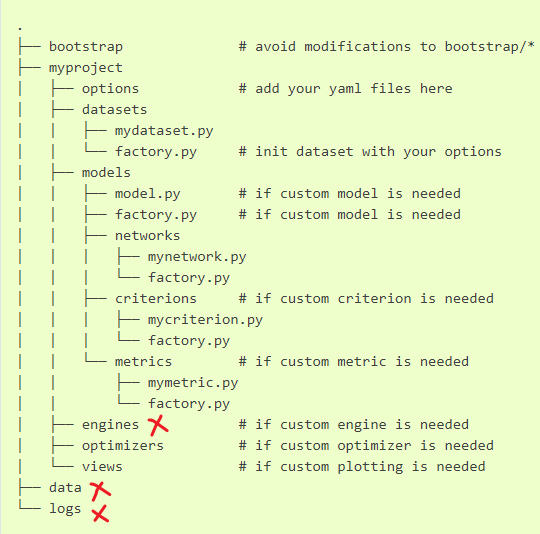 .
├── bootstrap # avoid modifications to bootstrap/*
├── myproject
│   ├── options # add your yaml files here
│   ├── datasets
│   │   ├── mydataset.py
│   │   └── factory.py # init dataset with your options
│   ├── models
│   │   ├── model.py # if custom model is needed
│   │   ├── factory.py # if custom model is needed
│   │   ├── networks
│   │   │   ├── mynetwork.py
│   │   │   └── factory.py
│   │   ├── criterions # if custom criterion is needed
│   │   │   ├── mycriterion.py
│   │   │   └── factory.py
│   │   └── metrics # if custom metric is needed
│   │       ├── mymetric.py
│   │       └── factory.py
│   ├── engines # if custom engine is needed
│   ├── optimizers # if custom optimizer is needed
│   └── views # if custom plotting is needed
├── data
└── logs